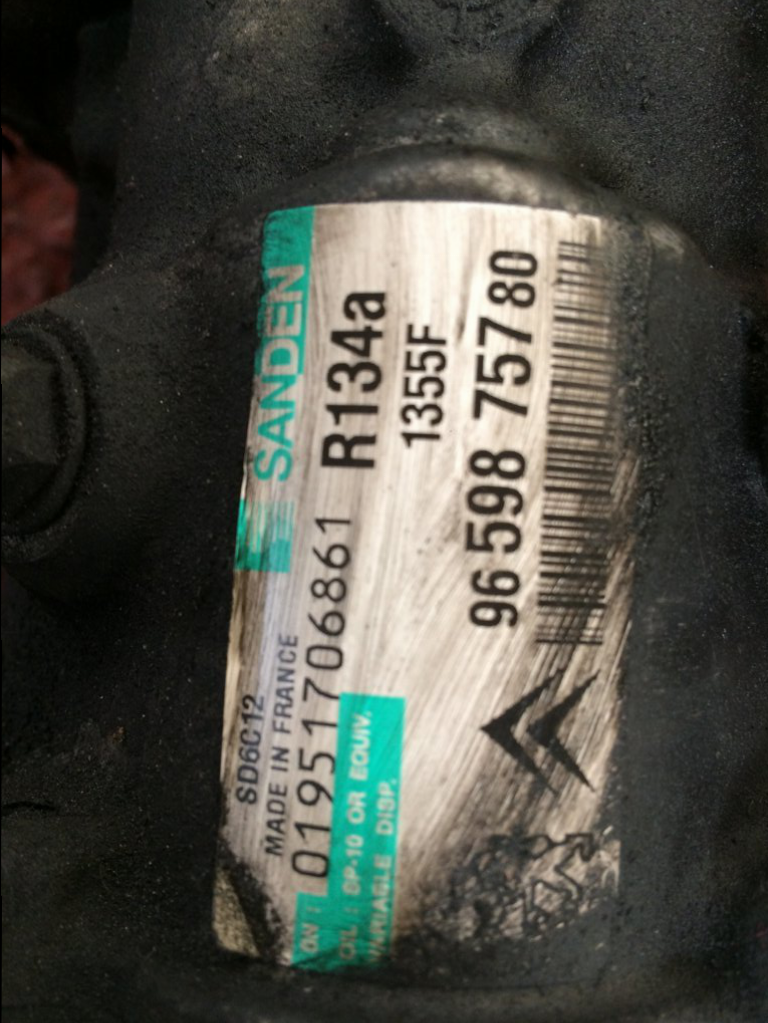 SANDEN
SD6C12
MADE IN FRANCE
R134a
01951706861
1355F
OIL : SP-10 OR EQUIV.
VARIABLE DISP.
96 598 757 80